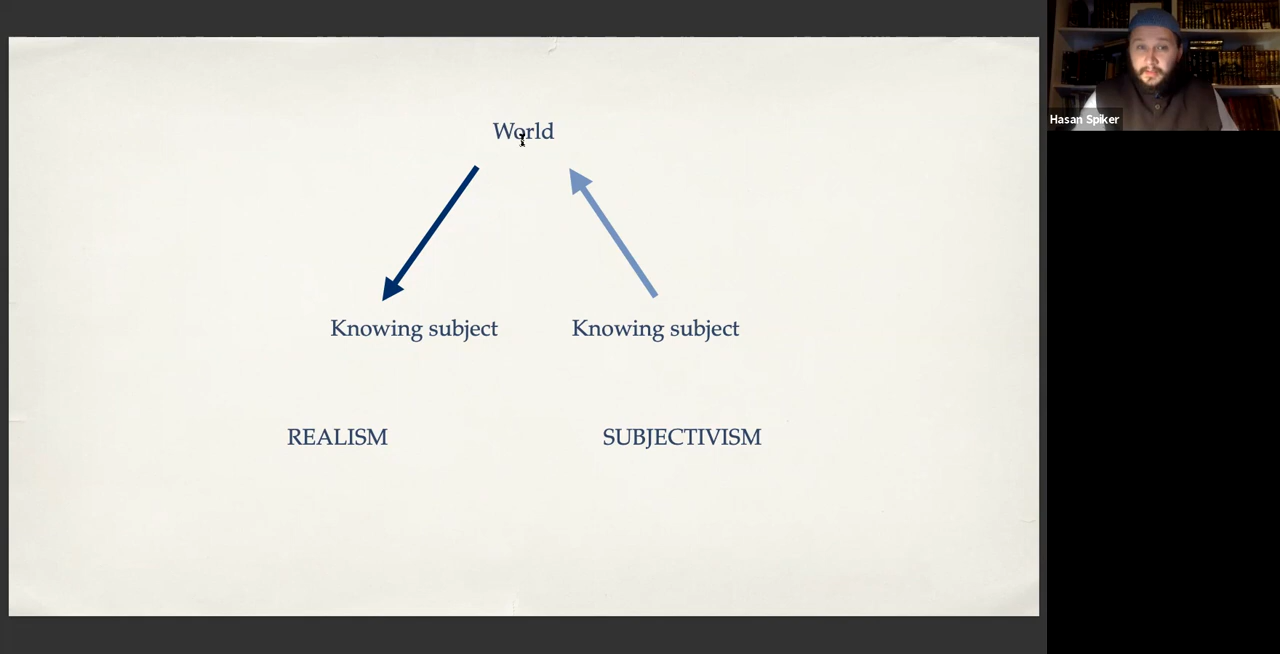 World
Knowing subject
Knowing subject
REALISM
SUBJECTIVISM
Hasan Spiker